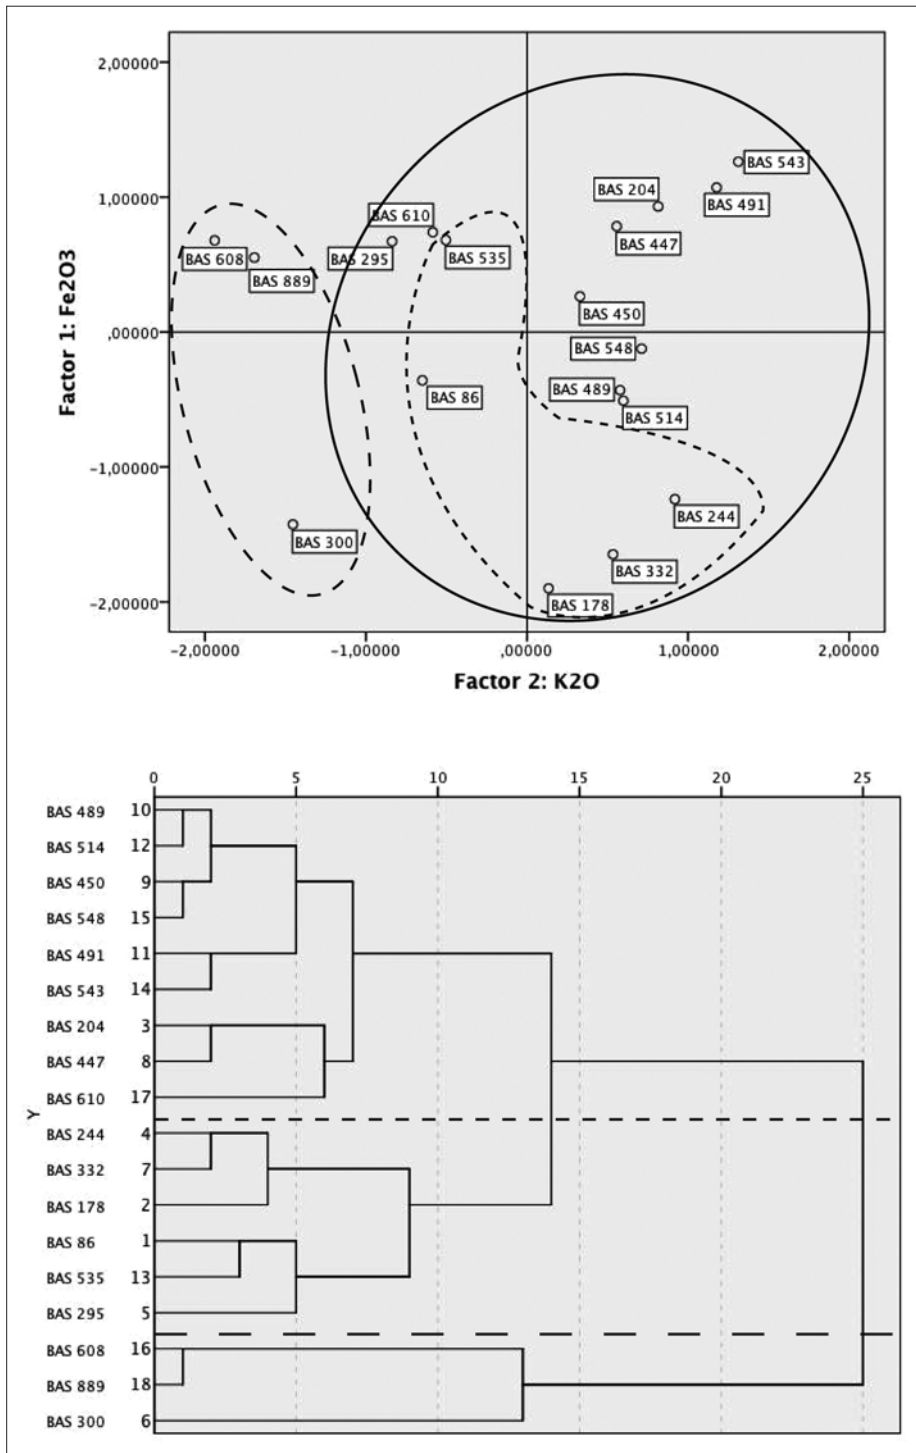 2,00000
BAS 543
BAS 204
BAS 491
1,00000
BAS 610
BAS 447
BAS 608
BAS 295
BAS 535
BAS 889
BAS 450
,00000
BAS 548
BAS 489
BAS 86
BAS 514
-1,00000
BAS 244
BAS 300
BAS 332
-2,00000
BAS 178
Factor 1: Fe2O3
-2,00000 -1,00000 ,00000 1,00000 2,00000
Factor 2: K2O
0 5 10 15 20 25
BAS 489 10
BAS 514 12
BAS 450 9
BAS 548 15
BAS 491 11
BAS 543 14
BAS 204 3
BAS 447 8
BAS 610 17
Y
BAS 244 4
BAS 332 7
BAS 178 2
BAS 86 1
BAS 535 13
BAS 295 5
BAS 608 16
BAS 889 18
BAS 300 6